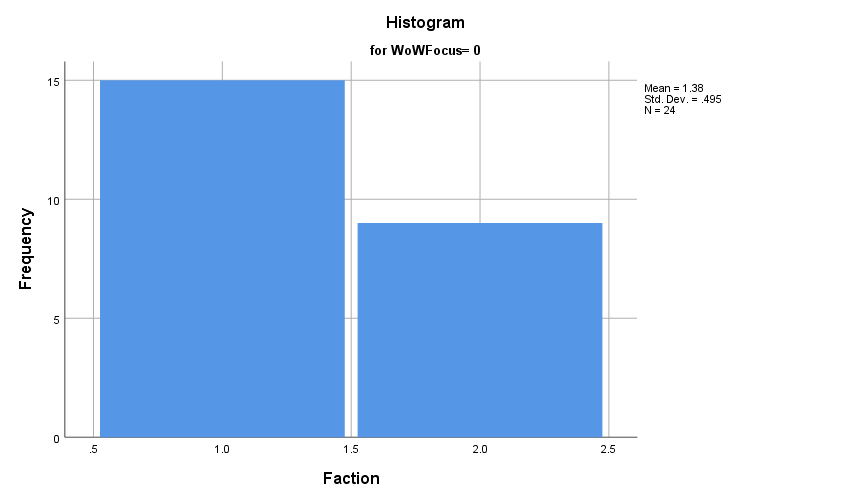 Histogram
for WoWFocus= 0
Mean = 1.38
Std. Dev. = .495
N = 24
15
10
5
0
Frequency
.5 1.0 1.5 2.0 2.5
Faction